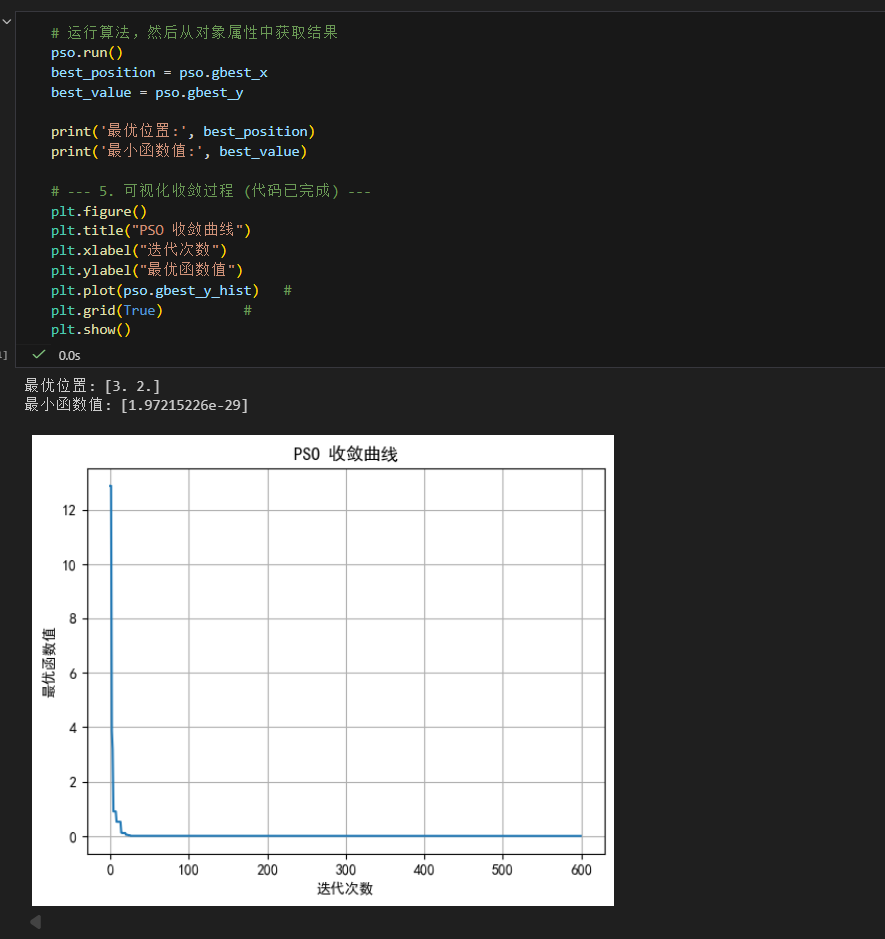 # 运行算法，然后从对象属性中获取结果
pso.run()
best_position = pso.gbest_x
best_value = pso.gbest_y
print('最优位置:', best_position)
print('最小函数值:', best_value)
# --- 5. 可视化收敛过程 (代码已完成) ---
plt.figure()
plt.title("PSO 收敛曲线")
plt.xlabel("迭代次数")
plt.ylabel("最优函数值")
plt.plot(pso.gbest_y_hist)   #
plt.grid(True)          #
plt.show()
0.0s
最优位置: [3. 2.]
最小函数值: [1.97215226e-29]
PSO 收敛曲线
12
10
8
6
4
2
0
最优函数值
0 100 200 300 400 500 600
迭代次数